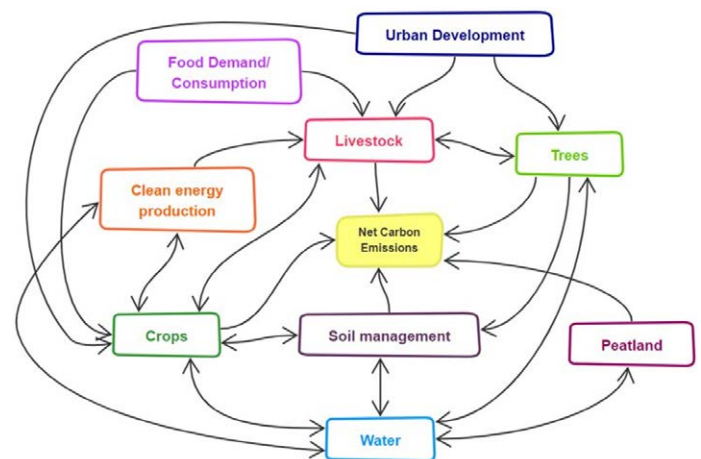 Urban Development
Food Demand/
Consumption
Livestock
Trees
Clean energy
production
Net Carbon
Emissions
Crops
Soil management
Peatland
Water